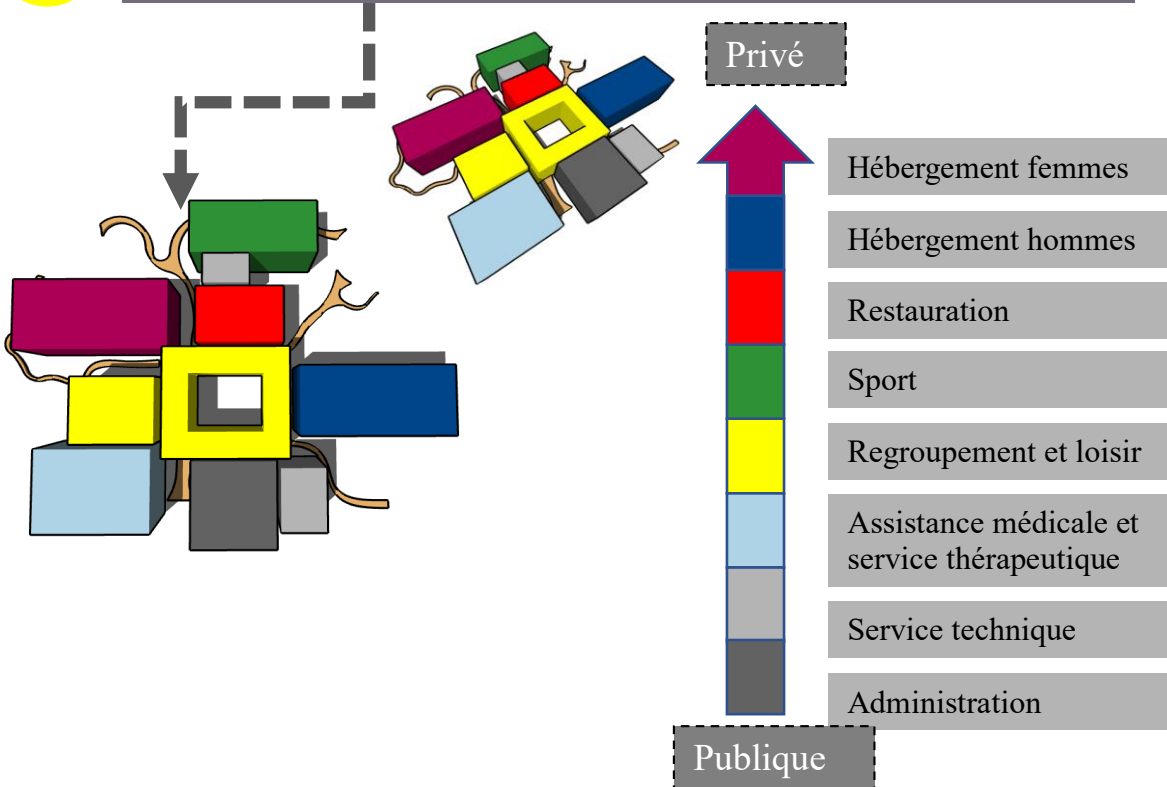 Privé
Hébergement femmes
Hébergement hommes
Restauration
Sport
Regroupement et loisir
Assistance médicale et
service thérapeutique
Service technique
Administration
Publique